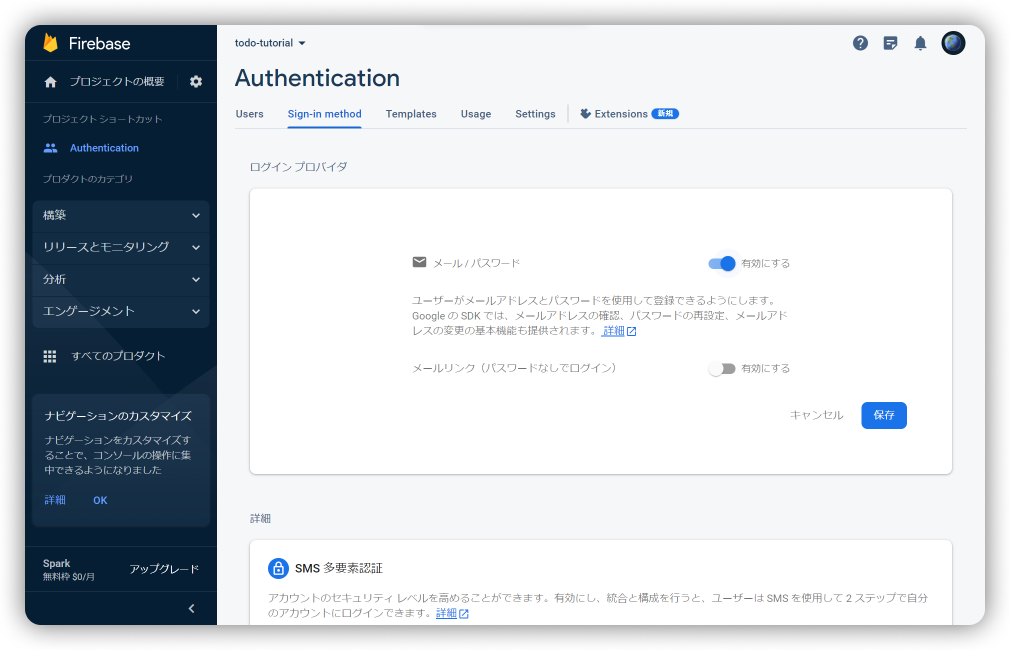 Firebase
プロジェクトの概要
プロジェクト ショートカット
Authentication
プロダクトのカテゴリ
構築
リリースとモニタリング
分析
エンゲージメント
すべてのプロダクト
ナビゲーションのカスタマイズ
ナビゲーションをカスタマイズす
ることで、コンソールの操作に集
中できるようになりました
詳細 OK
Spark
無料枠 $0/月
アップグレード
todo-tutorial
Authentication
Users Sign-in method Templates Usage Settings Extensions 新規
ログイン プロバイダ
メール / パスワード 有効にする
ユーザーがメールアドレスとパスワードを使用して登録できるようにします。
Google の SDK では、メールアドレスの確認、パスワードの再設定、メールアド
レスの変更の基本機能も提供されます。 詳細
メールリンク（パスワードなしでログイン） 有効にする
キャンセル 保存
詳細
SMS 多要素認証
アカウントのセキュリティ レベルを高めることができます。有効にし、統合と構成を行うと、ユーザーは SMS を使用して 2 ステップで自分
のアカウントにログインできます。詳細